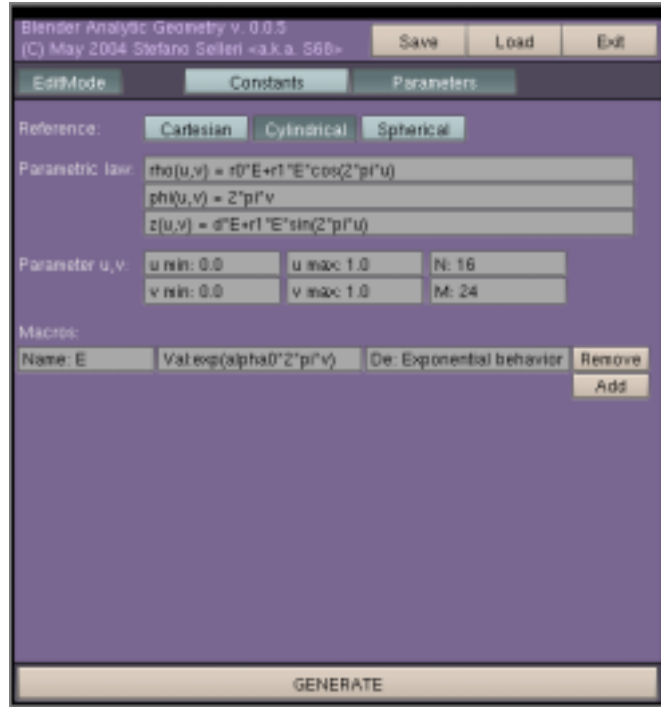 Blender Analytic Geometry v. 0.0.5
(C) May 2004 Stefano Selleri <a.k.a. S68>
Save Load Exit
EditMode Constants Parameters
Reference: Cartesian Cylindrical Spherical
Parametric law: rho(u,v) = r0*E+r1*E*cos(2*pi*u)
phi(u,v) = 2*pi*v
z(u,v) = d*E+r1*E*sin(2*pi*u)
Parameter u,v: u min: 0.0 u max: 1.0 N: 16
v min: 0.0 v max: 1.0 M: 24
Macros:
Name: E Val:exp(alpha0*2*pi*v) De: Exponential behavior Remove
Add
GENERATE